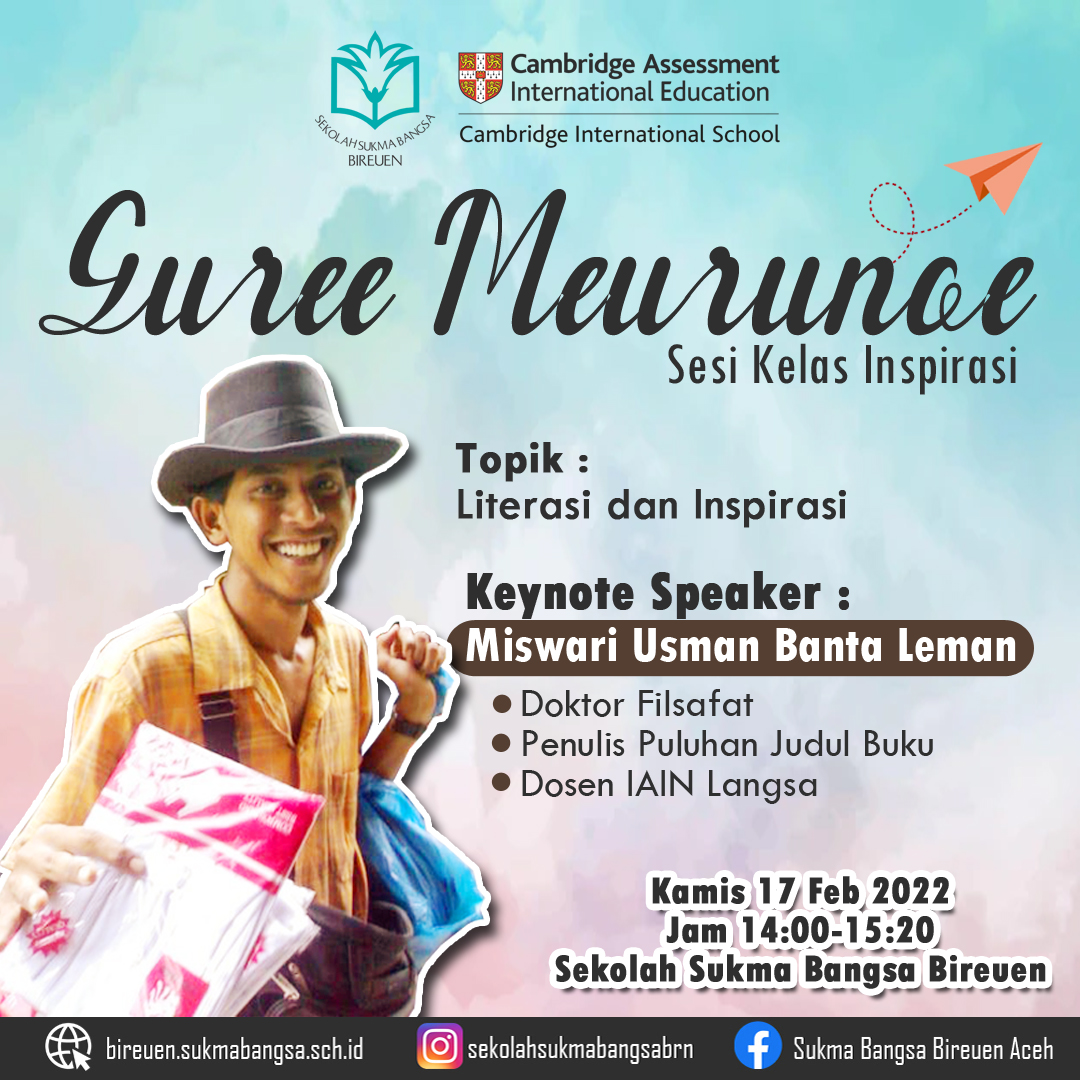 SEKOLAH SUKMA BANGSA
BIREUEN
Cambridge Assessment
International Education
Cambridge International School
Guree Meurunoe
Sesi Kelas Inspirasi
Topik :
Literasi dan Inspirasi
Keynote Speaker :
Miswari Usman Banta Leman
Doktor Filsafat
Penulis Puluhan Judul Buku
Dosen IAIN Langsa
Kamis 17 Feb 2022
Jam 14:00-15:20
Sekolah Sukma Bangsa Bireuen
bireuen.sukmabangsa.sch.id
sekolahsukmabangsabrn
Sukma Bangsa Bireuen Aceh